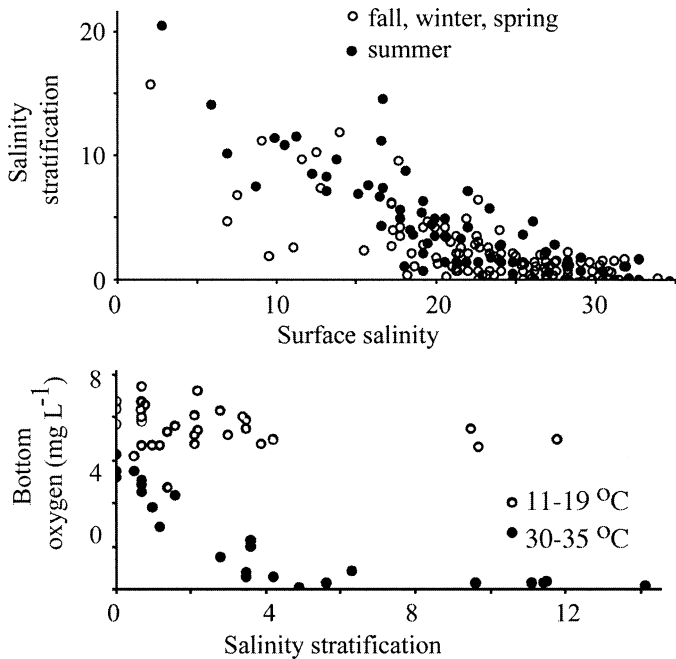 20
10
0
Salinity
stratification
fall, winter, spring
summer
0 10 20 30
Surface salinity
8
4
0
Bottom
oxygen (mg L⁻¹)
11-19 ºC
30-35 ºC
0 4 8 12
Salinity stratification